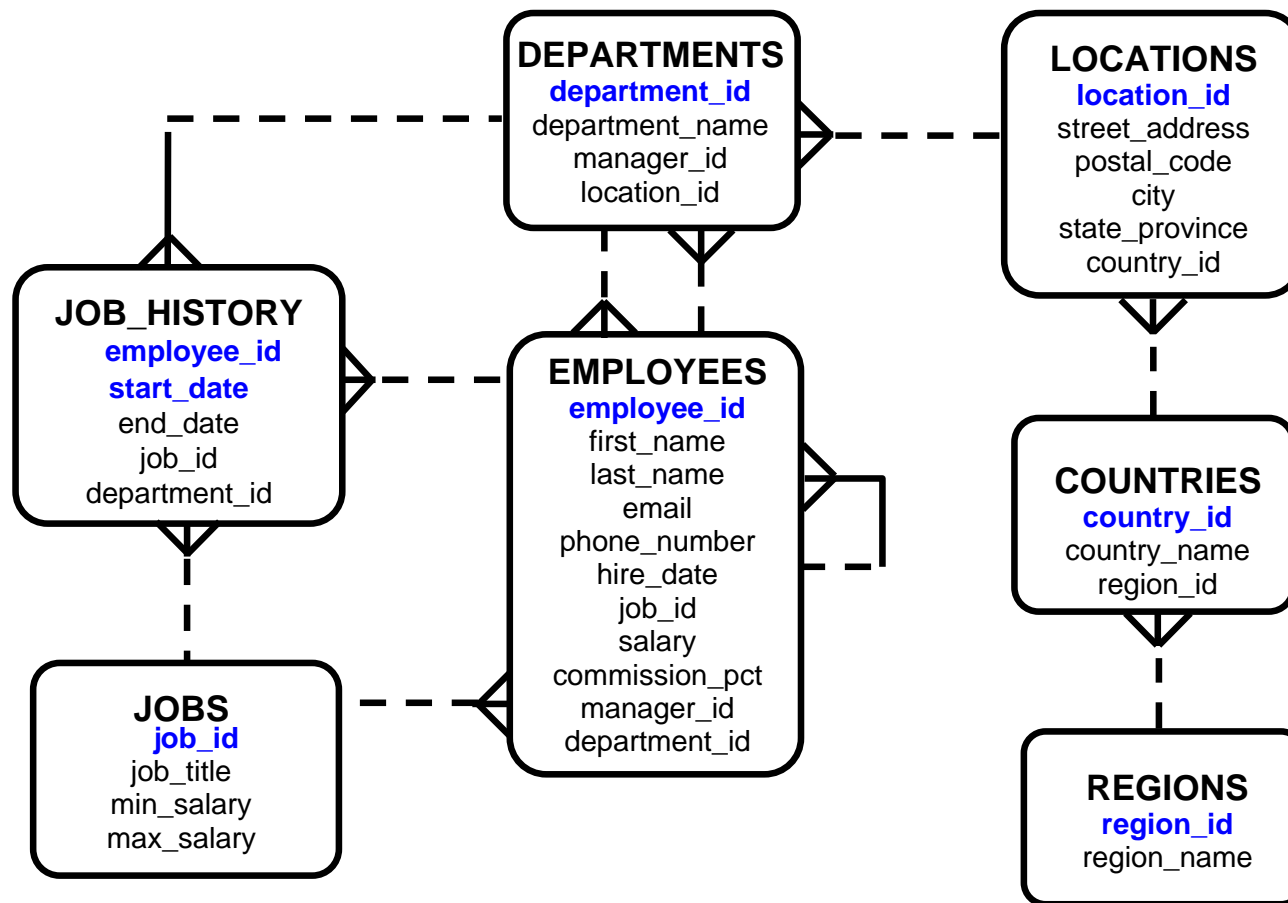 DEPARTMENTS
department_id
department_name
manager_id
location_id
LOCATIONS
location_id
street_address
postal_code
city
state_province
country_id
JOB_HISTORY
employee_id
start_date
end_date
job_id
department_id
EMPLOYEES
employee_id
first_name
last_name
email
phone_number
hire_date
job_id
salary
commission_pct
manager_id
department_id
COUNTRIES
country_id
country_name
region_id
JOBS
job_id
job_title
min_salary
max_salary
REGIONS
region_id
region_name